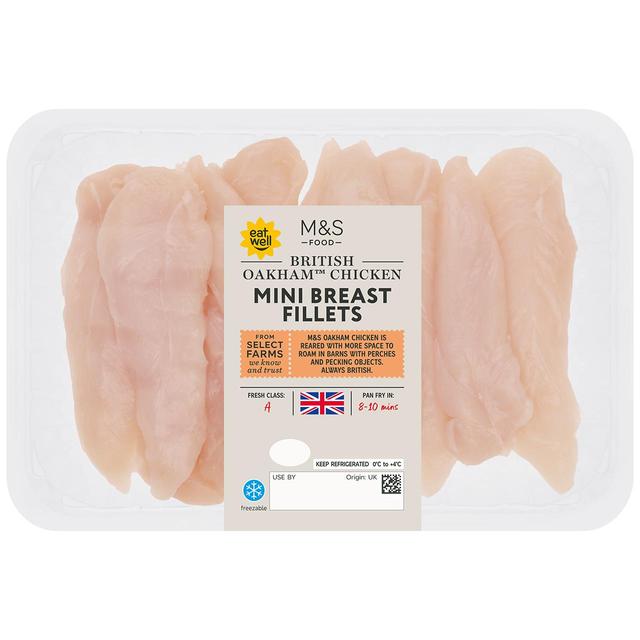 eat
well
M&S
FOOD
BRITISH
OAKHAM™ CHICKEN
MINI BREAST
FILLETS
FROM
SELECT
FARMS
we know
and trust
M&S OAKHAM CHICKEN IS
REARED WITH MORE SPACE TO
ROAM IN BARNS WITH PERCHES
AND PECKING OBJECTS.
ALWAYS BRITISH.
FRESH CLASS:
A
PAN FRY IN:
8-10 mins
KEEP REFRIGERATED 0°C to +4°C
USE BY
Origin: UK
freezable